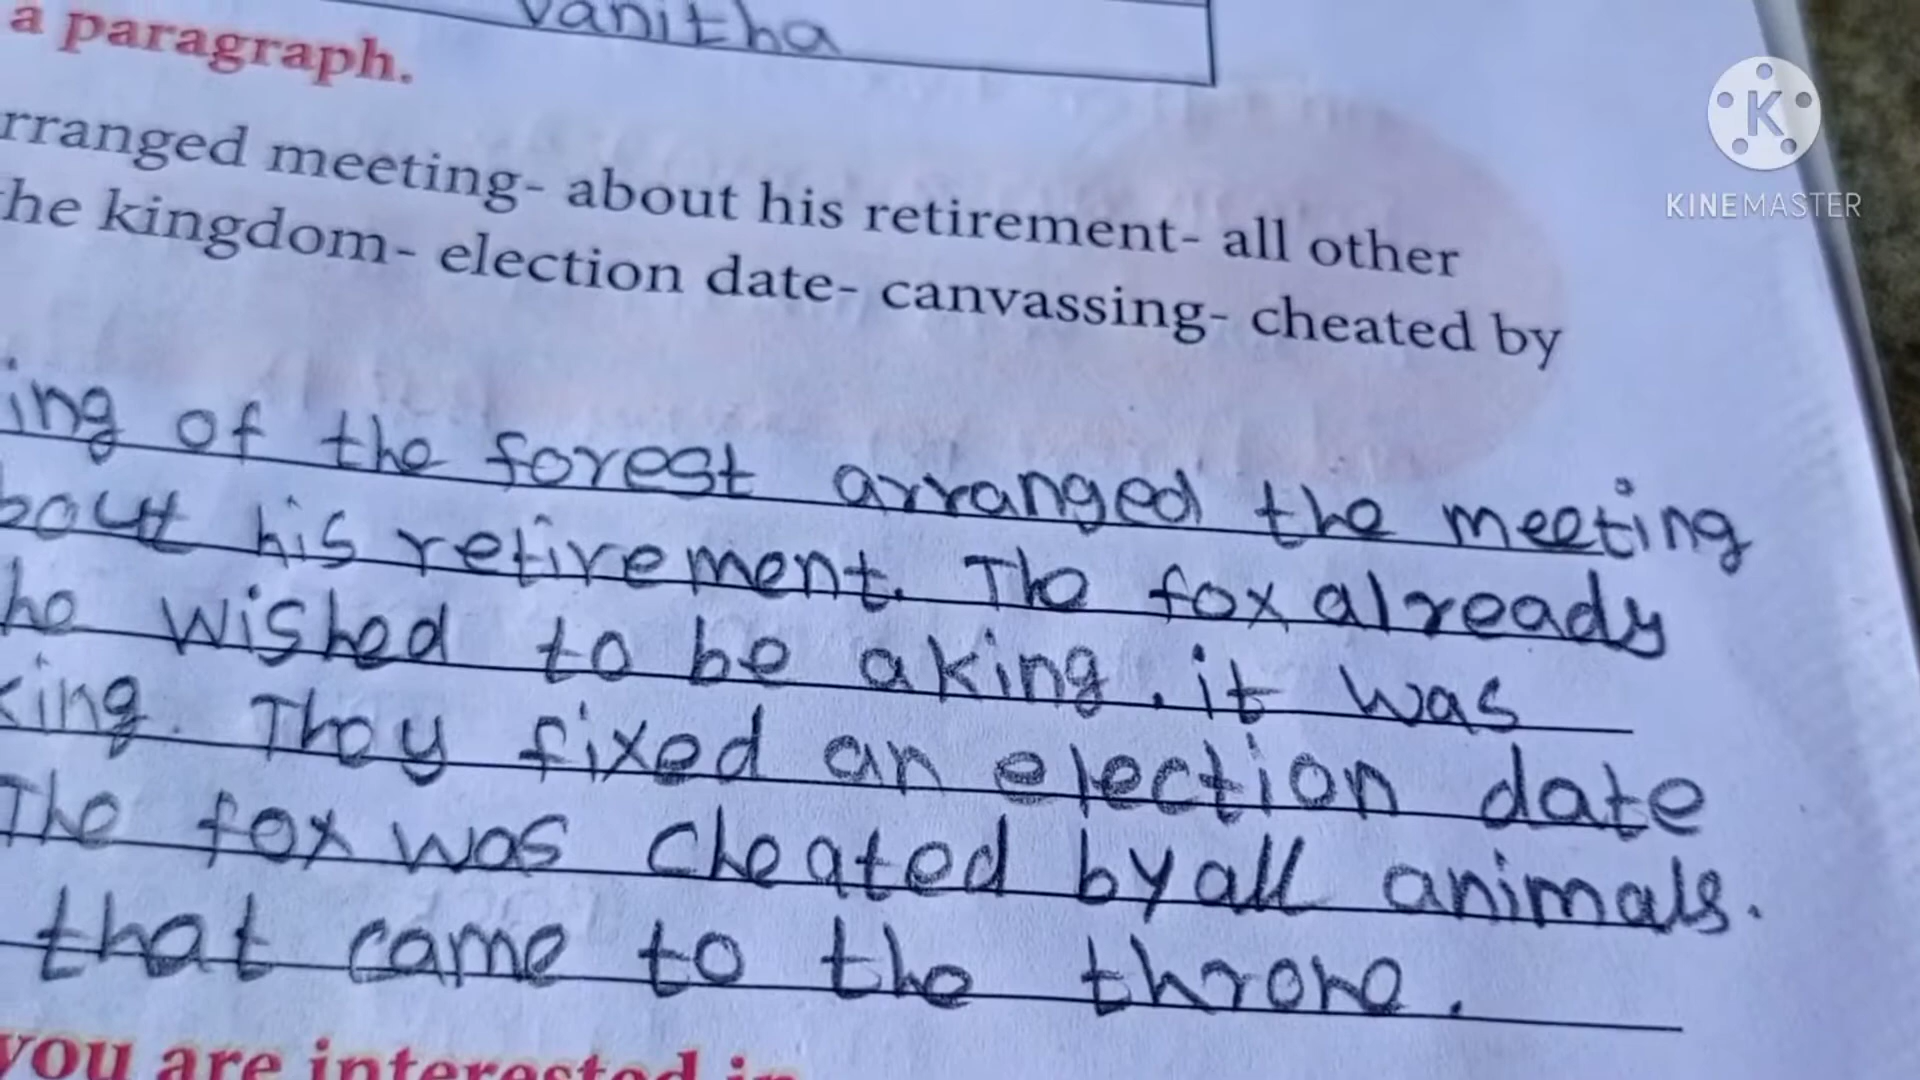 vanitha
a paragraph.
rranged meeting- about his retirement- all other
he kingdom- election date- canvassing- cheated by
ing of the forest arranged the meeting
bout his retirement. The fox already
he wished to be a king. it was
king. They fixed an election date
The fox was cheated by all animals.
that came to the throne.
you are interested in
K
KINEMASTER